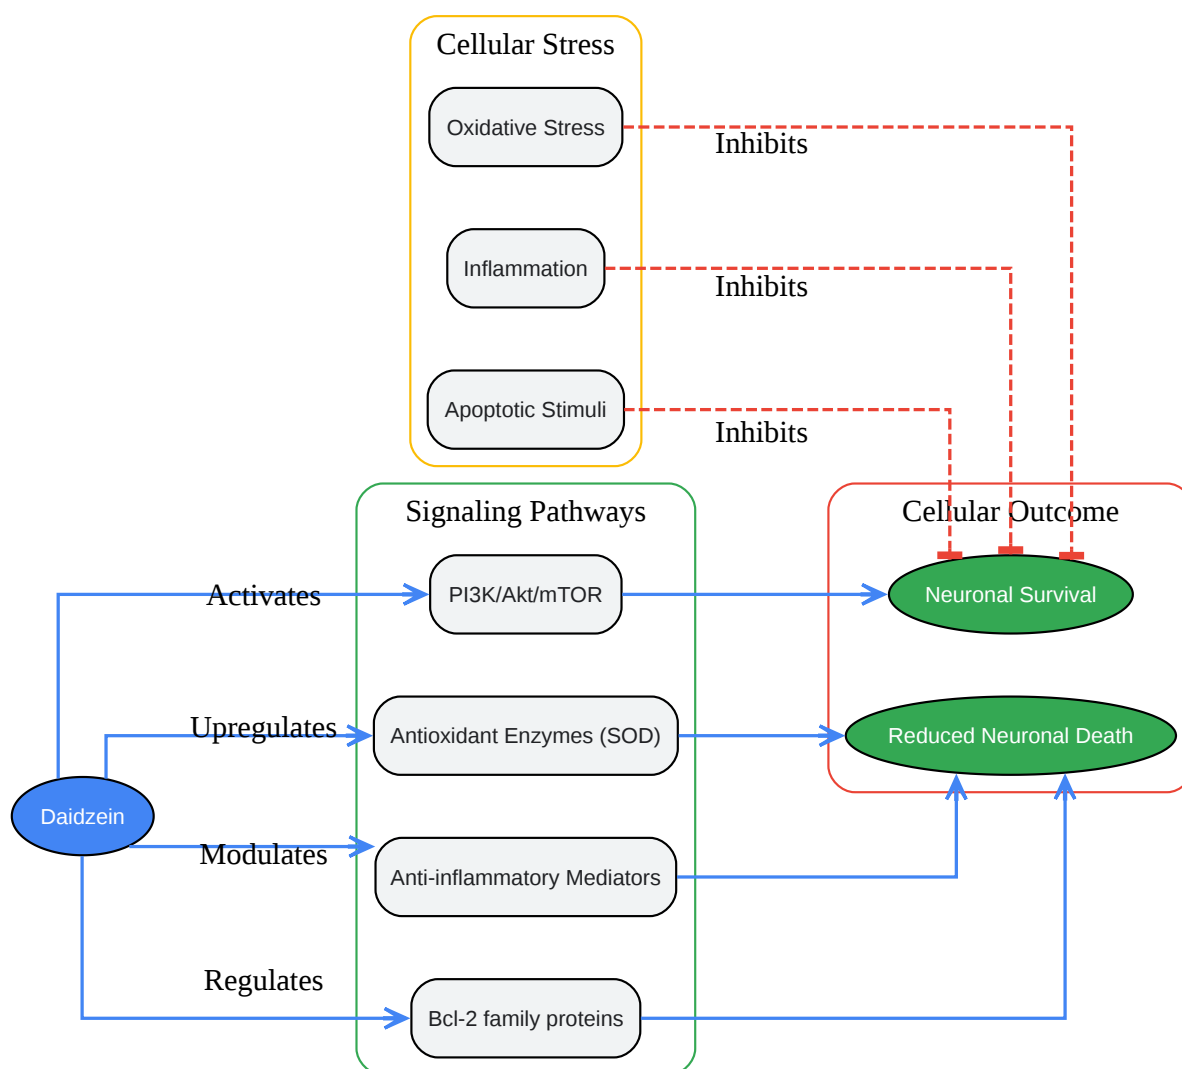 Cellular Stress
Oxidative Stress
Inhibits
Inflammation
Inhibits
Apoptotic Stimuli
Inhibits
Signaling Pathways
Cellular Outcome
Activates
PI3K/Akt/mTOR
Neuronal Survival
Upregulates
Antioxidant Enzymes (SOD)
Reduced Neuronal Death
Daidzein
Modulates
Anti-inflammatory Mediators
Regulates
Bcl-2 family proteins